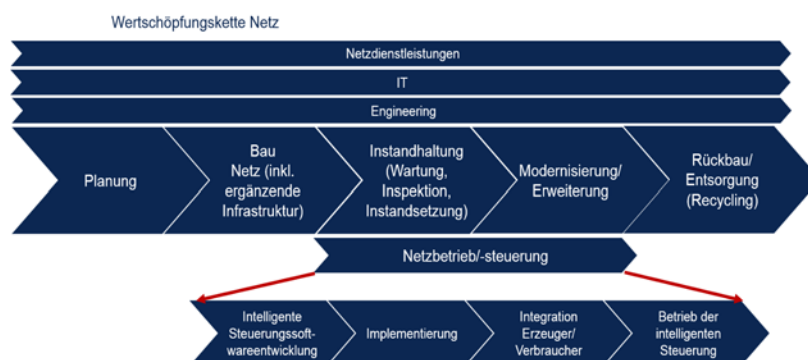 Wertschöpfungskette Netz
Netzdienstleistungen
IT
Engineering
Planung
Bau
Netz (inkl.
ergänzende
Infrastruktur)
Instandhaltung
(Wartung,
Inspektion,
Instandsetzung)
Modernisierung/
Erweiterung
Rückbau/
Entsorgung
(Recycling)
Netzbetrieb/-steuerung
Intelligente
Steuerungssoft-
wareentwicklung
Implementierung
Integration
Erzeuger/
Verbraucher
Betrieb der
intelligenten
Steuerung